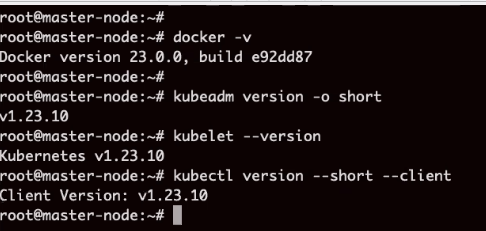 root@master-node:~#
root@master-node:~# docker -v
Docker version 23.0.0, build e92dd87
root@master-node:~#
root@master-node:~# kubeadm version -o short
v1.23.10
root@master-node:~# kubelet --version
Kubernetes v1.23.10
root@master-node:~# kubectl version --short --client
Client Version: v1.23.10
root@master-node:~#